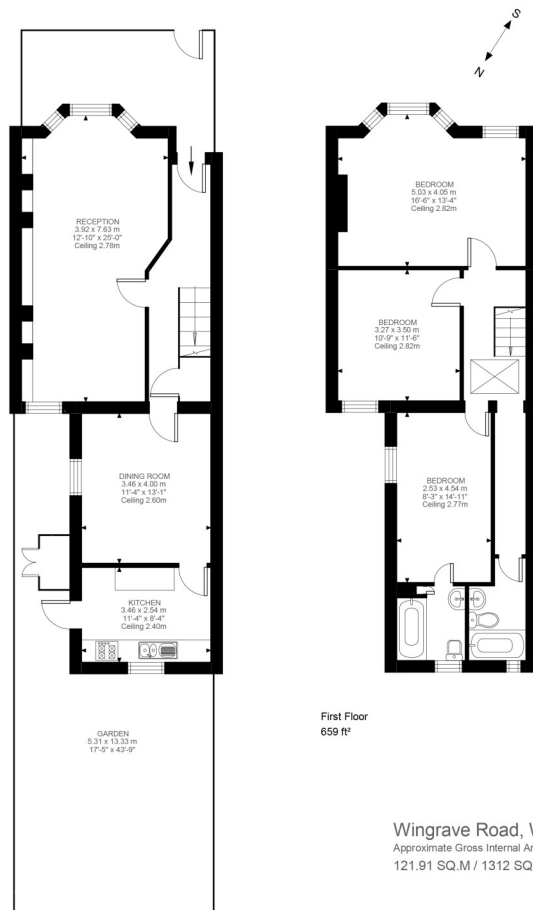 S
N
RECEPTION
3.92 x 7.63 m
12'-10" x 25'-0"
Ceiling 2.78m
DINING ROOM
3.46 x 4.00 m
11'-4" x 13'-1"
Ceiling 2.60m
KITCHEN
3.46 x 2.54 m
11'-4" x 8'-4"
Ceiling 2.40m
GARDEN
5.31 x 13.33 m
17'-5" x 43'-9"
BEDROOM
5.03 x 4.05 m
16'-6" x 13'-4"
Ceiling 2.82m
BEDROOM
3.27 x 3.50 m
10'-9" x 11'-6"
Ceiling 2.82m
BEDROOM
2.53 x 4.54 m
8'-3" x 14'-11"
Ceiling 2.77m
First Floor
659 ft²
Wingrave Road,
Approximate Gross Internal
121.91 SQ.M / 1312 SQ